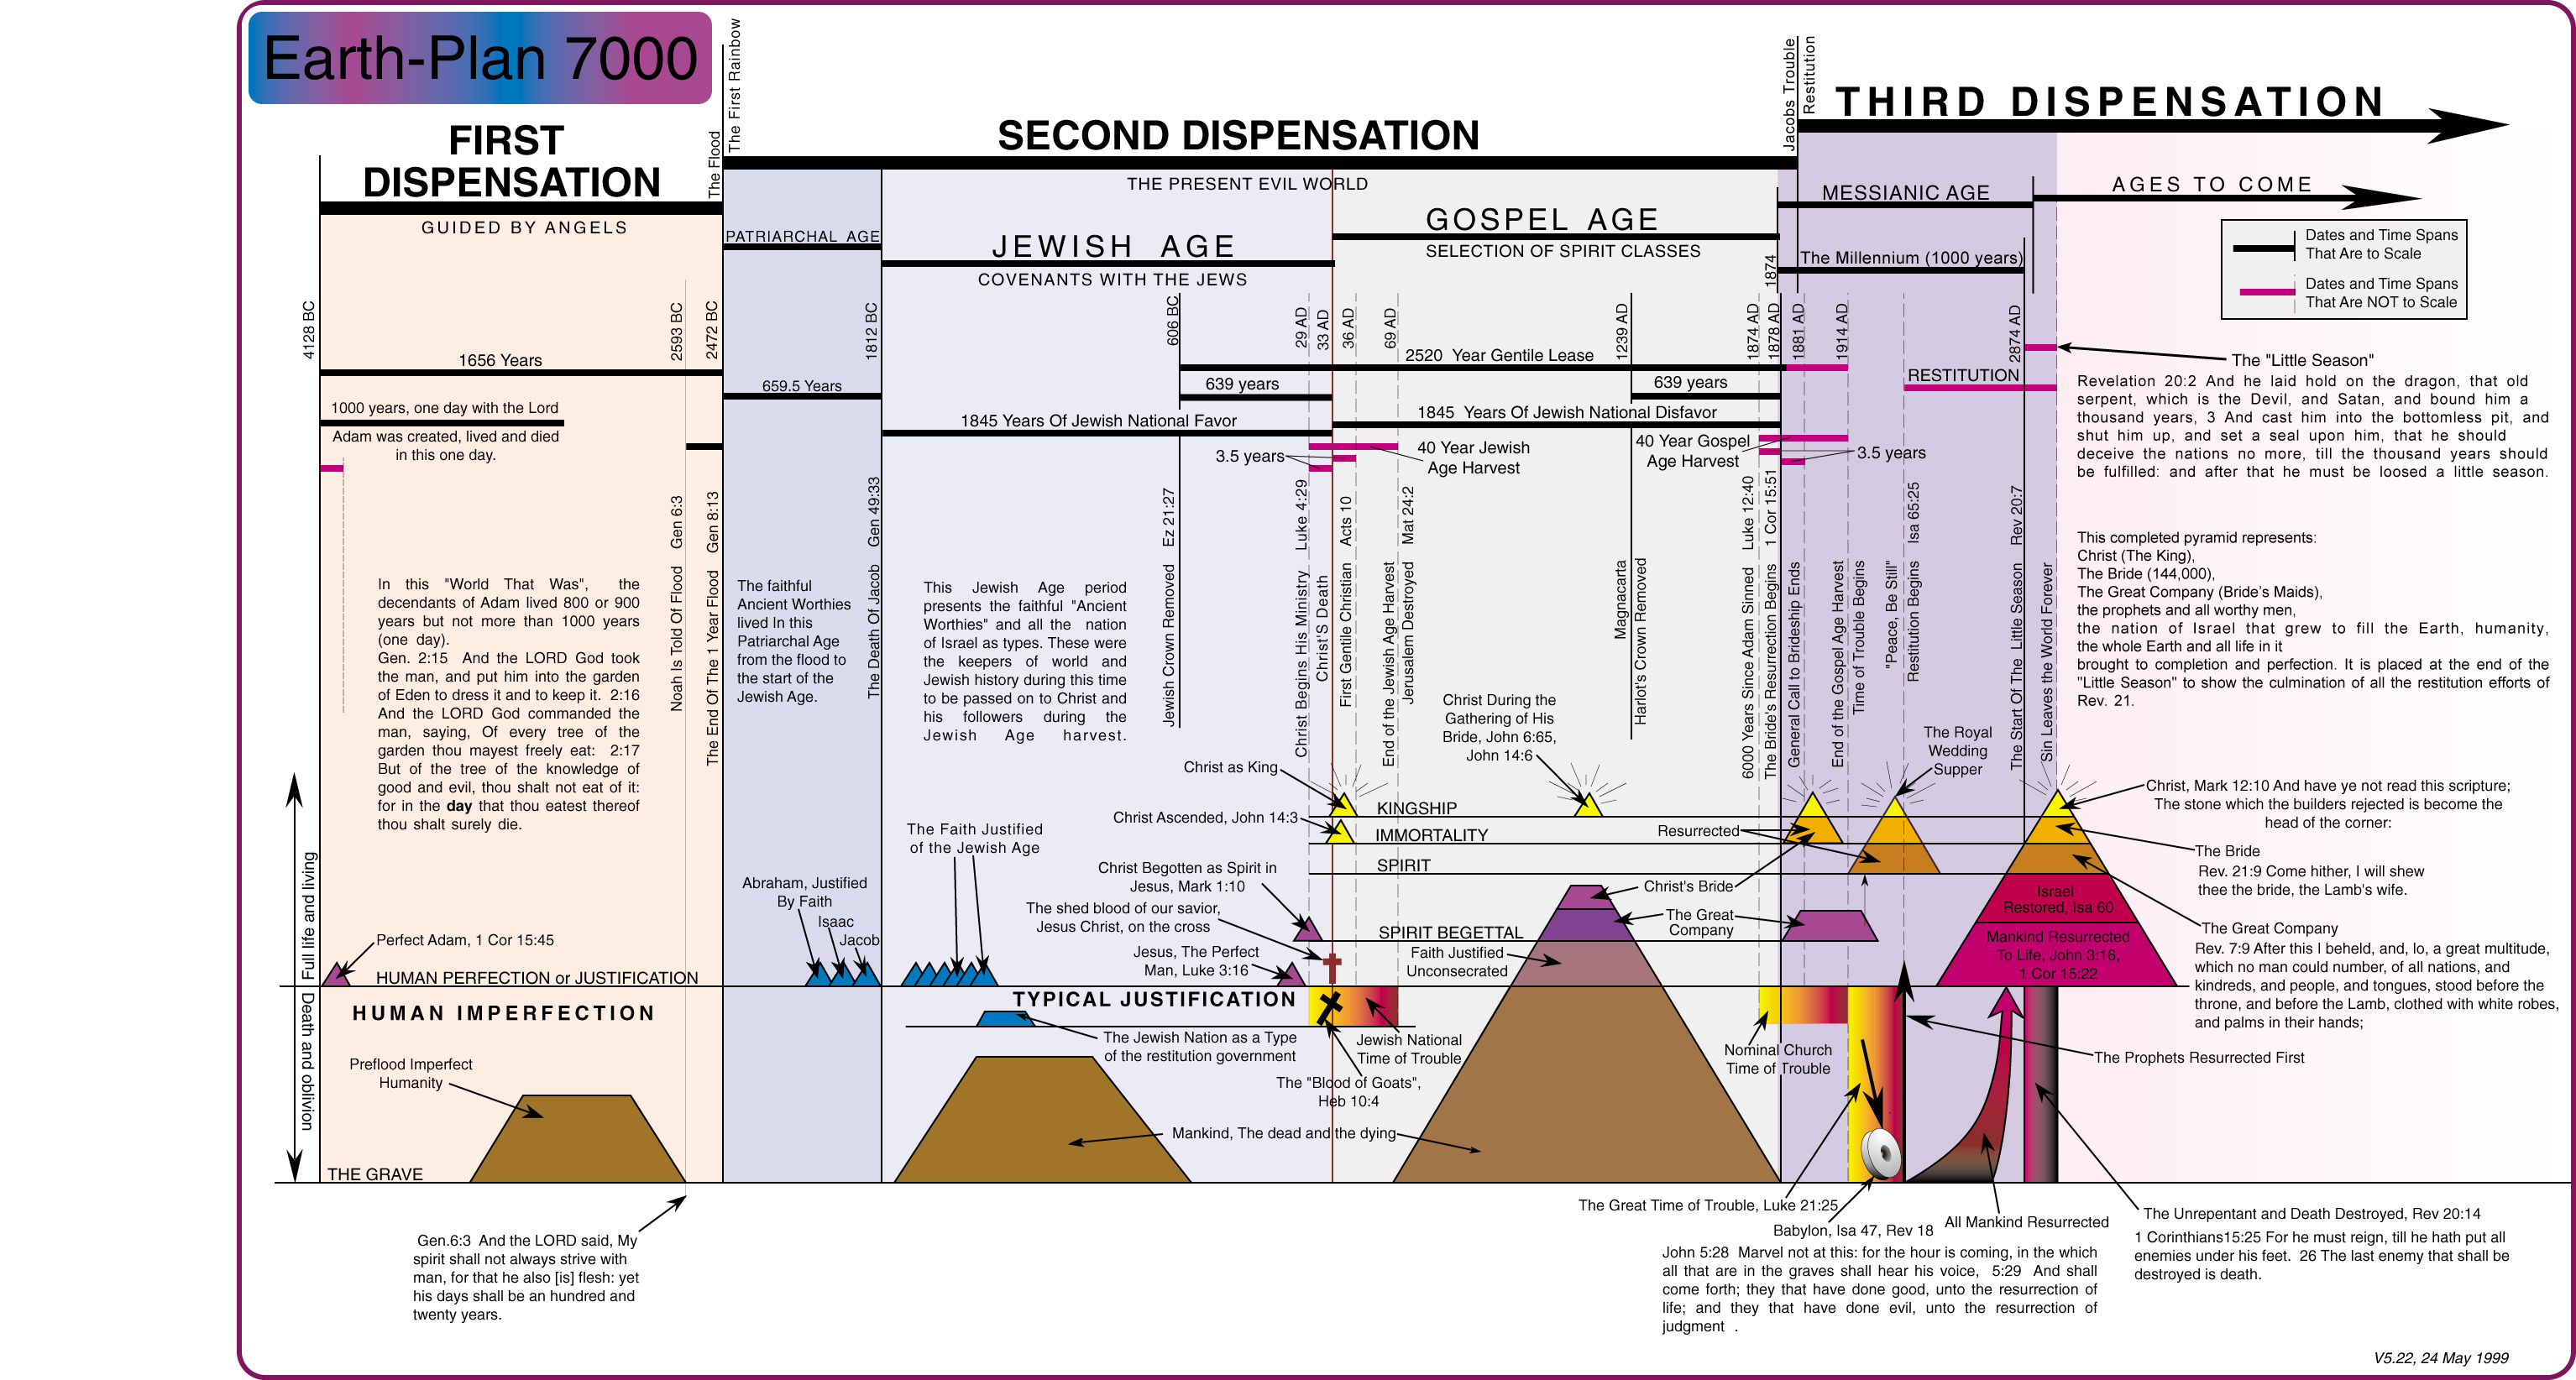 Earth-Plan 7000
FIRST
DISPENSATION
GUIDED BY ANGELS
The Flood
The First Rainbow
SECOND DISPENSATION
THE PRESENT EVIL WORLD
PATRIARCHAL AGE
JEWISH AGE
COVENANTS WITH THE JEWS
GOSPEL AGE
SELECTION OF SPIRIT CLASSES
Jacobs Trouble
Restitution
THIRD DISPENSATION
MESSIANIC AGE
AGES TO COME
The Millennium (1000 years)
1874
Dates and Time Spans
That Are to Scale
Dates and Time Spans
That Are NOT to Scale
4128 BC
2593 BC
2472 BC
1812 BC
606 BC
29 AD
33 AD
36 AD
69 AD
1239 AD
1874 AD
1878 AD
1881 AD
1914 AD
2874 AD
1656 Years
659.5 Years
2520 Year Gentile Lease
639 years
639 years
1845 Years Of Jewish National Favor
1845 Years Of Jewish National Disfavor
RESTITUTION
1000 years, one day with the Lord
Adam was created, lived and died
in this one day.
3.5 years
40 Year Jewish
Age Harvest
40 Year Gospel
Age Harvest
3.5 years
The "Little Season"
Revelation 20:2 And he laid hold on the dragon, that old
serpent, which is the Devil, and Satan, and bound him a
thousand years, 3 And cast him into the bottomless pit, and
shut him up, and set a seal upon him, that he should
deceive the nations no more, till the thousand years should
be fulfilled: and after that he must be loosed a little season.
Noah Is Told Of Flood Gen 6:3
The End Of The 1 Year Flood Gen 8:13
The Death Of Jacob Gen 49:33
Jewish Crown Removed Ez 21:27
Christ Begins His Ministry Luke 4:29
Christ'S Death
First Gentile Christian Acts 10
End of the Jewish Age Harvest
Jerusalem Destroyed Mat 24:2
Magnacarta
Harlot's Crown Removed
6000 Years Since Adam Sinned Luke 12:40
The Bride's Resurrection Begins 1 Cor 15:51
General Call to Brideship Ends
End of the Gospel Age Harvest
Time of Trouble Begins
"Peace, Be Still"
Restitution Begins Isa 65:25
The Start Of The Little Season Rev 20:7
Sin Leaves the World Forever
In this "World That Was", the
decendants of Adam lived 800 or 900
years but not more than 1000 years
(one day).
Gen. 2:15 And the LORD God took
the man, and put him into the garden
of Eden to dress it and to keep it. 2:16
And the LORD God commanded the
man, saying, Of every tree of the
garden thou mayest freely eat: 2:17
But of the tree of the knowledge of
good and evil, thou shalt not eat of it:
for in the day that thou eatest thereof
thou shalt surely die.
The faithful
Ancient Worthies
lived In this
Patriarchal Age
from the flood to
the start of the
Jewish Age.
This Jewish Age period
presents the faithful "Ancient
Worthies" and all the nation
of Israel as types. These were
the keepers of world and
Jewish history during this time
to be passed on to Christ and
his followers during the
Jewish Age harvest.
This completed pyramid represents:
Christ (The King),
The Bride (144,000),
The Great Company (Bride's Maids),
the prophets and all worthy men,
the nation of Israel that grew to fill the Earth, humanity,
the whole Earth and all life in it
brought to completion and perfection. It is placed at the end of the
"Little Season" to show the culmination of all the restitution efforts of
Rev. 21.
Christ During the
Gathering of His
Bride, John 6:65,
John 14:6
The Royal
Wedding
Supper
Christ as King
KINGSHIP
Christ Ascended, John 14:3
IMMORTALITY
Resurrected
SPIRIT
Christ, Mark 12:10 And have ye not read this scripture;
The stone which the builders rejected is become the
head of the corner:
The Bride
Rev. 21:9 Come hither, I will shew
thee the bride, the Lamb's wife.
The Great Company
Rev. 7:9 After this I beheld, and, lo, a great multitude,
which no man could number, of all nations, and
kindreds, and people, and tongues, stood before the
throne, and before the Lamb, clothed with white robes,
and palms in their hands;
The Faith Justified
of the Jewish Age
Abraham, Justified
By Faith
Isaac
Jacob
Christ Begotten as Spirit in
Jesus, Mark 1:10
The shed blood of our savior,
Jesus Christ, on the cross
Jesus, The Perfect
Man, Luke 3:16
Christ's Bride
The Great
Company
SPIRIT BEGETTAL
Faith Justified
Unconsecrated
Israel
Restored, Isa 60
Mankind Resurrected
To Life, John 3:16,
1 Cor 15:22
Full life and living
Death and oblivion
Perfect Adam, 1 Cor 15:45
HUMAN PERFECTION or JUSTIFICATION
HUMAN IMPERFECTION
TYPICAL JUSTIFICATION
The Jewish Nation as a Type
of the restitution government
Jewish National
Time of Trouble
The "Blood of Goats",
Heb 10:4
Nominal Church
Time of Trouble
The Prophets Resurrected First
Preflood Imperfect
Humanity
Mankind, The dead and the dying
THE GRAVE
The Great Time of Trouble, Luke 21:25
Babylon, Isa 47, Rev 18
All Mankind Resurrected
The Unrepentant and Death Destroyed, Rev 20:14
1 Corinthians15:25 For he must reign, till he hath put all
enemies under his feet. 26 The last enemy that shall be
destroyed is death.
Gen.6:3 And the LORD said, My
spirit shall not always strive with
man, for that he also [is] flesh: yet
his days shall be an hundred and
twenty years.
John 5:28 Marvel not at this: for the hour is coming, in the which
all that are in the graves shall hear his voice, 5:29 And shall
come forth; they that have done good, unto the resurrection of
life; and they that have done evil, unto the resurrection of
judgment .
V5.22, 24 May 1999